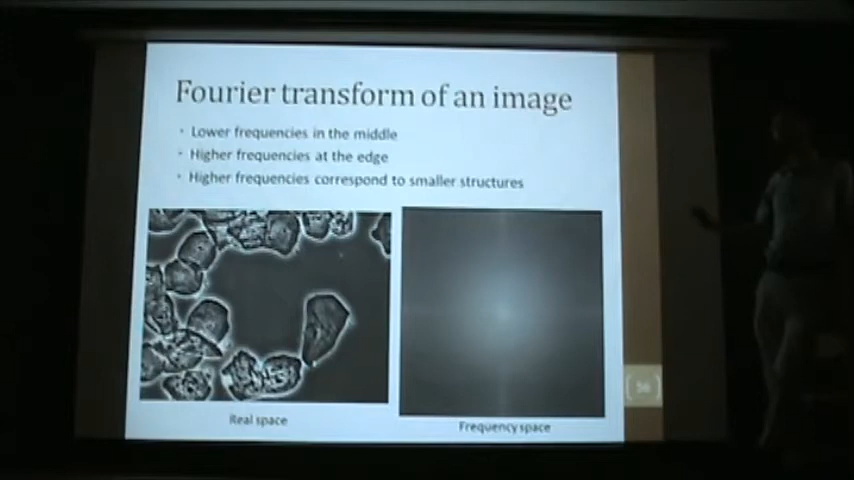 Fourier transform of an image
· Lower frequencies in the middle
· Higher frequencies at the edge
· Higher frequencies correspond to smaller structures
Real space
Frequency space